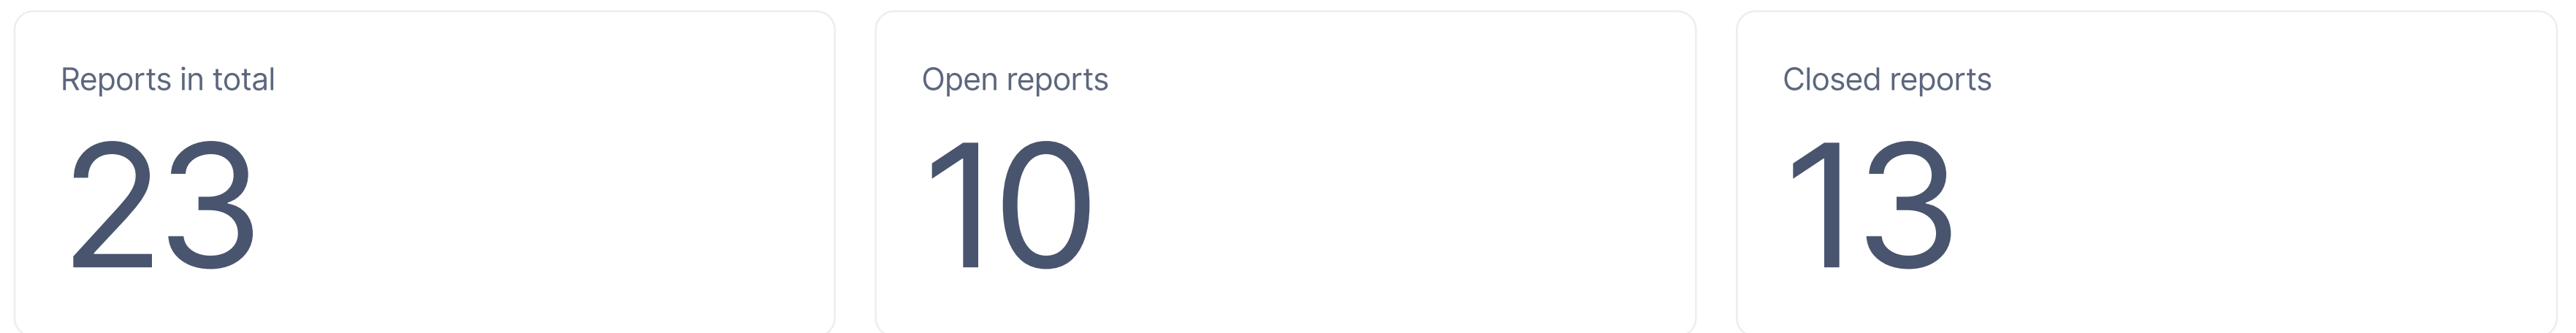 Reports in total
23
Open reports
10
Closed reports
13